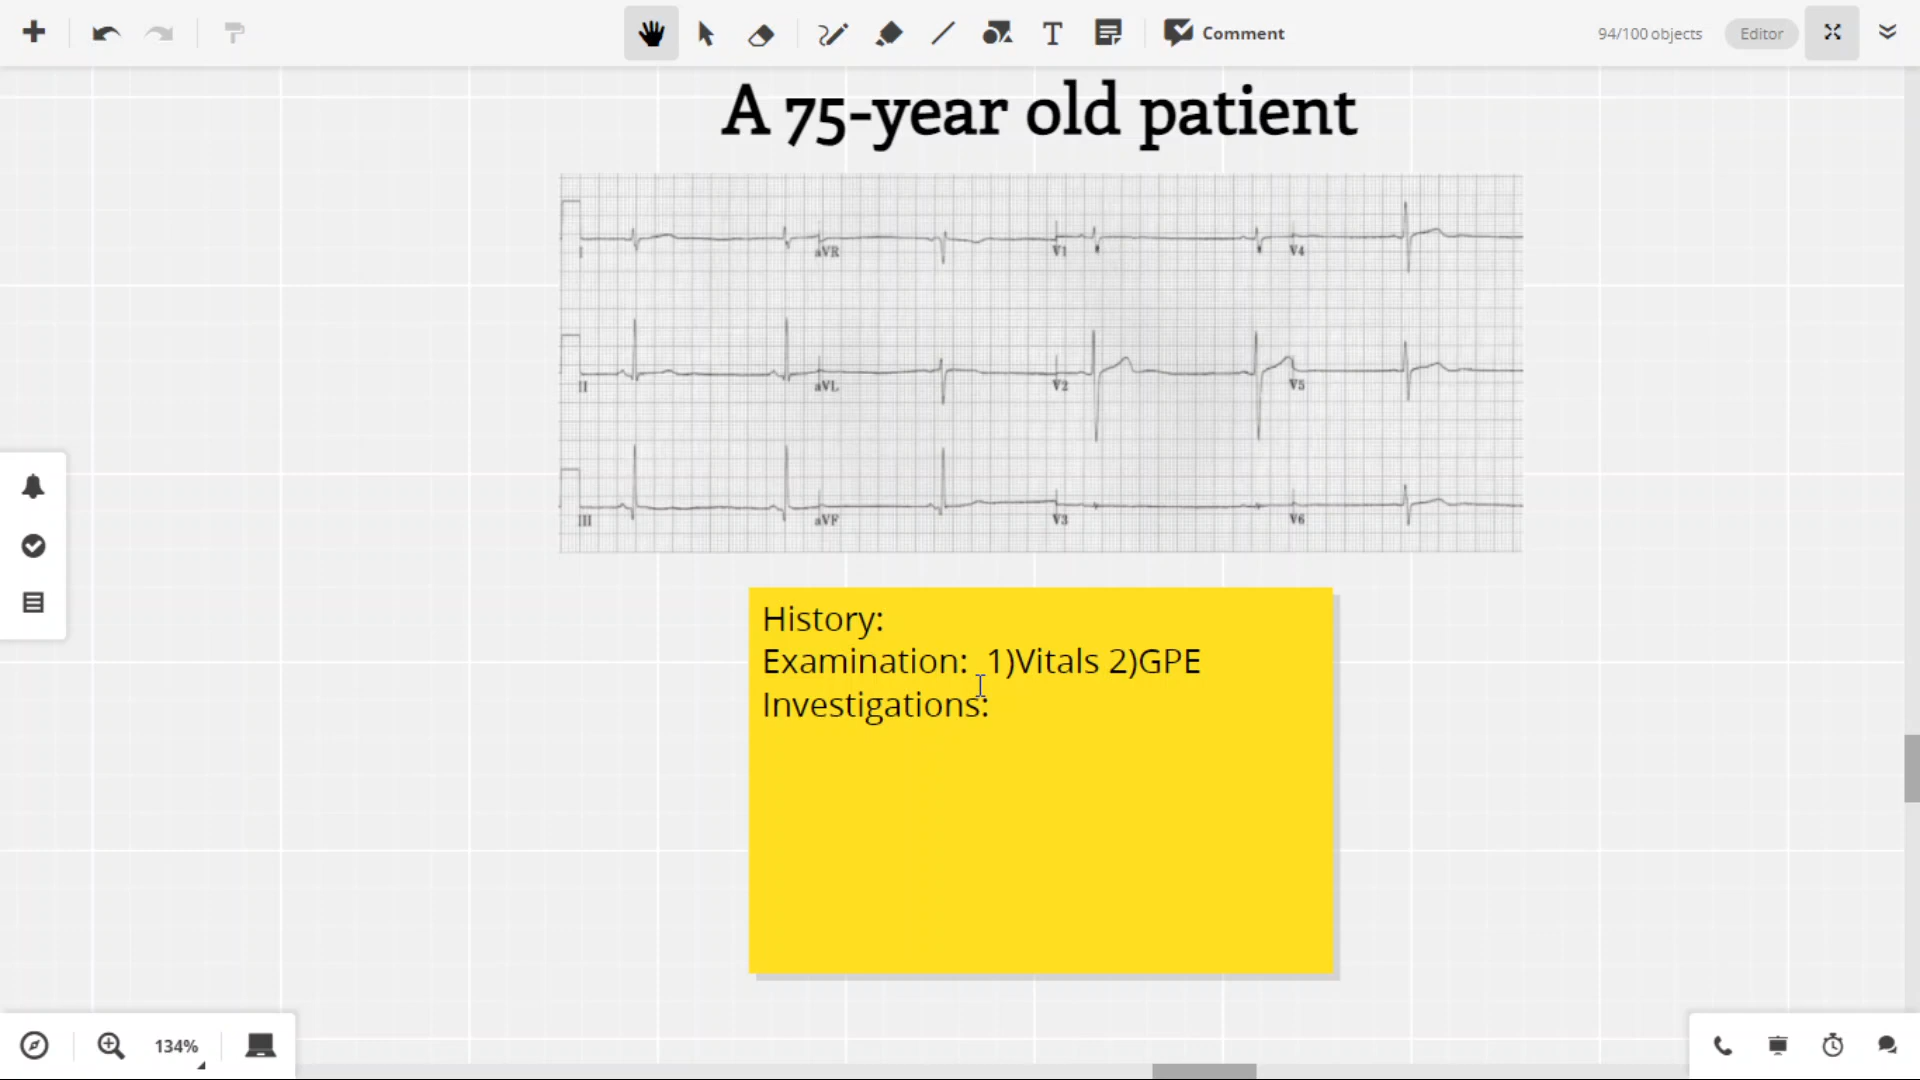 Comment
94/100 objects
Editor
A 75-year old patient
I
aVR
V1
V4
II
aVL
V2
V5
III
aVF
V3
V6
History:
Examination:  1)Vitals 2)GPE
Investigations:
134%